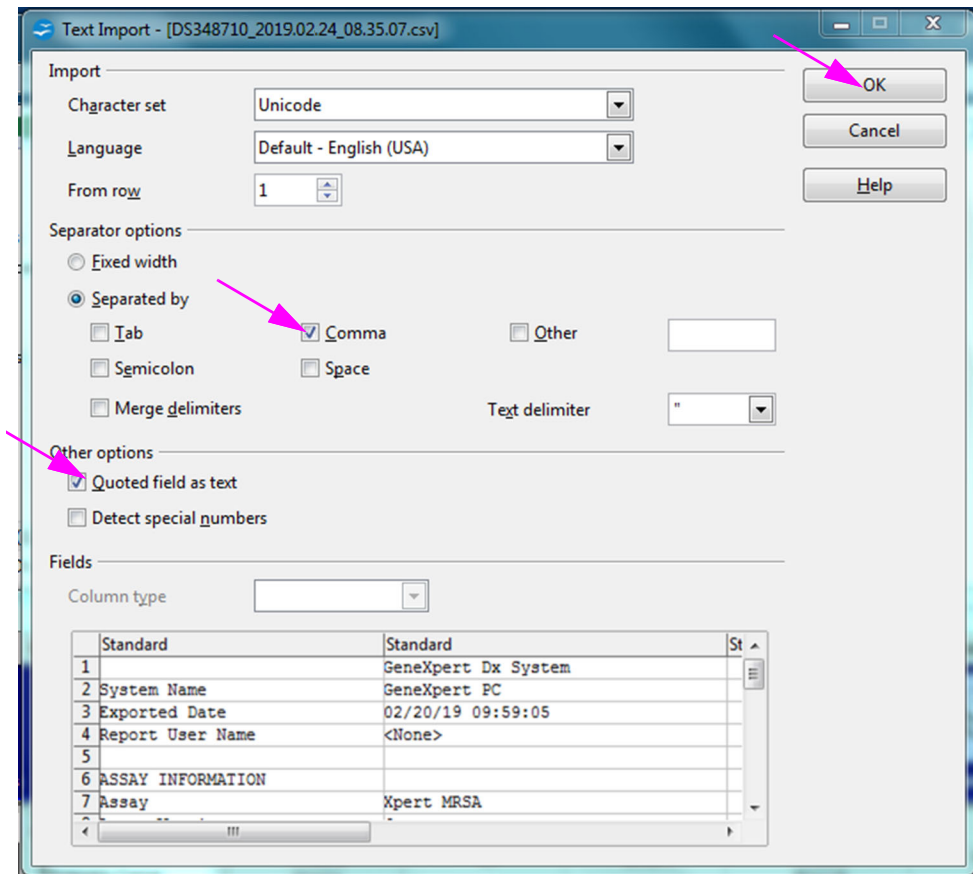 Text Import - [DS348710_2019.02.24_08.35.07.csv]
Import
OK
Character set Unicode
Cancel
Language Default - English (USA)
From row 1
Help
Separator options
Fixed width
Separated by
Tab Comma Other
Semicolon Space
Merge delimiters Text delimiter "
Other options
Quoted field as text
Detect special numbers
Fields
Column type
Standard Standard St
1 GeneXpert Dx System
2 System Name GeneXpert PC
3 Exported Date 02/20/19 09:59:05
4 Report User Name <None>
5
6 ASSAY INFORMATION
7 Assay Xpert MRSA